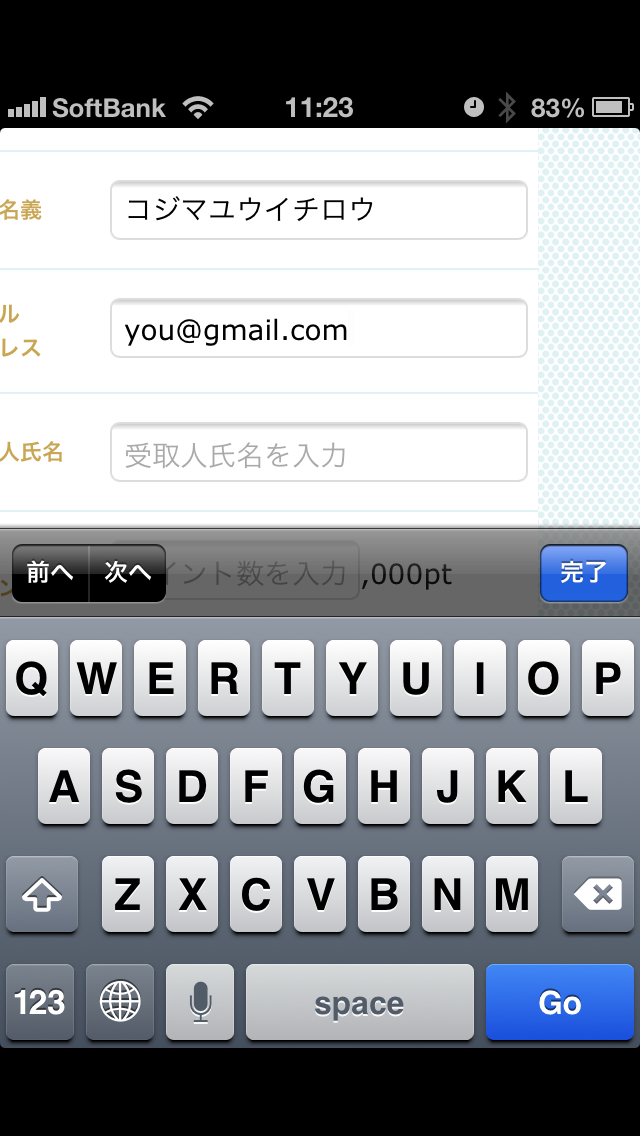 SoftBank 11:23 83%
名義 コジマユウイチロウ
ル
レス
you@gmail.com
人氏名 受取人氏名を入力
前へ 次へ イント数を入力 ,000pt 完了
Q W E R T Y U I O P
A S D F G H J K L
Z X C V B N M
123 space Go